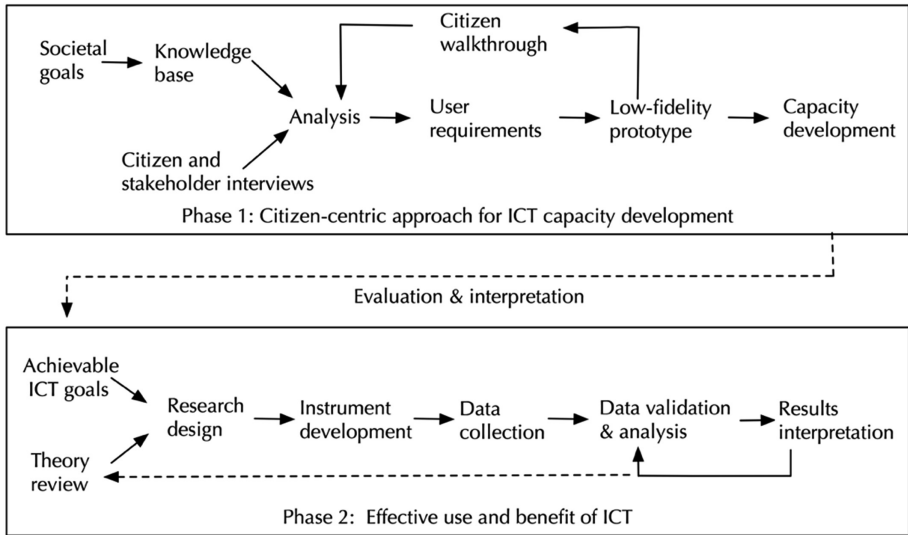 Citizen
walkthrough
Societal
goals
Knowledge
base
Analysis
User
requirements
Low-fidelity
prototype
Capacity
development
Citizen and
stakeholder interviews
Phase 1: Citizen-centric approach for ICT capacity development
Evaluation & interpretation
Achievable
ICT goals
Research
design
Instrument
development
Data
collection
Data validation
& analysis
Results
interpretation
Theory
review
Phase 2: Effective use and benefit of ICT